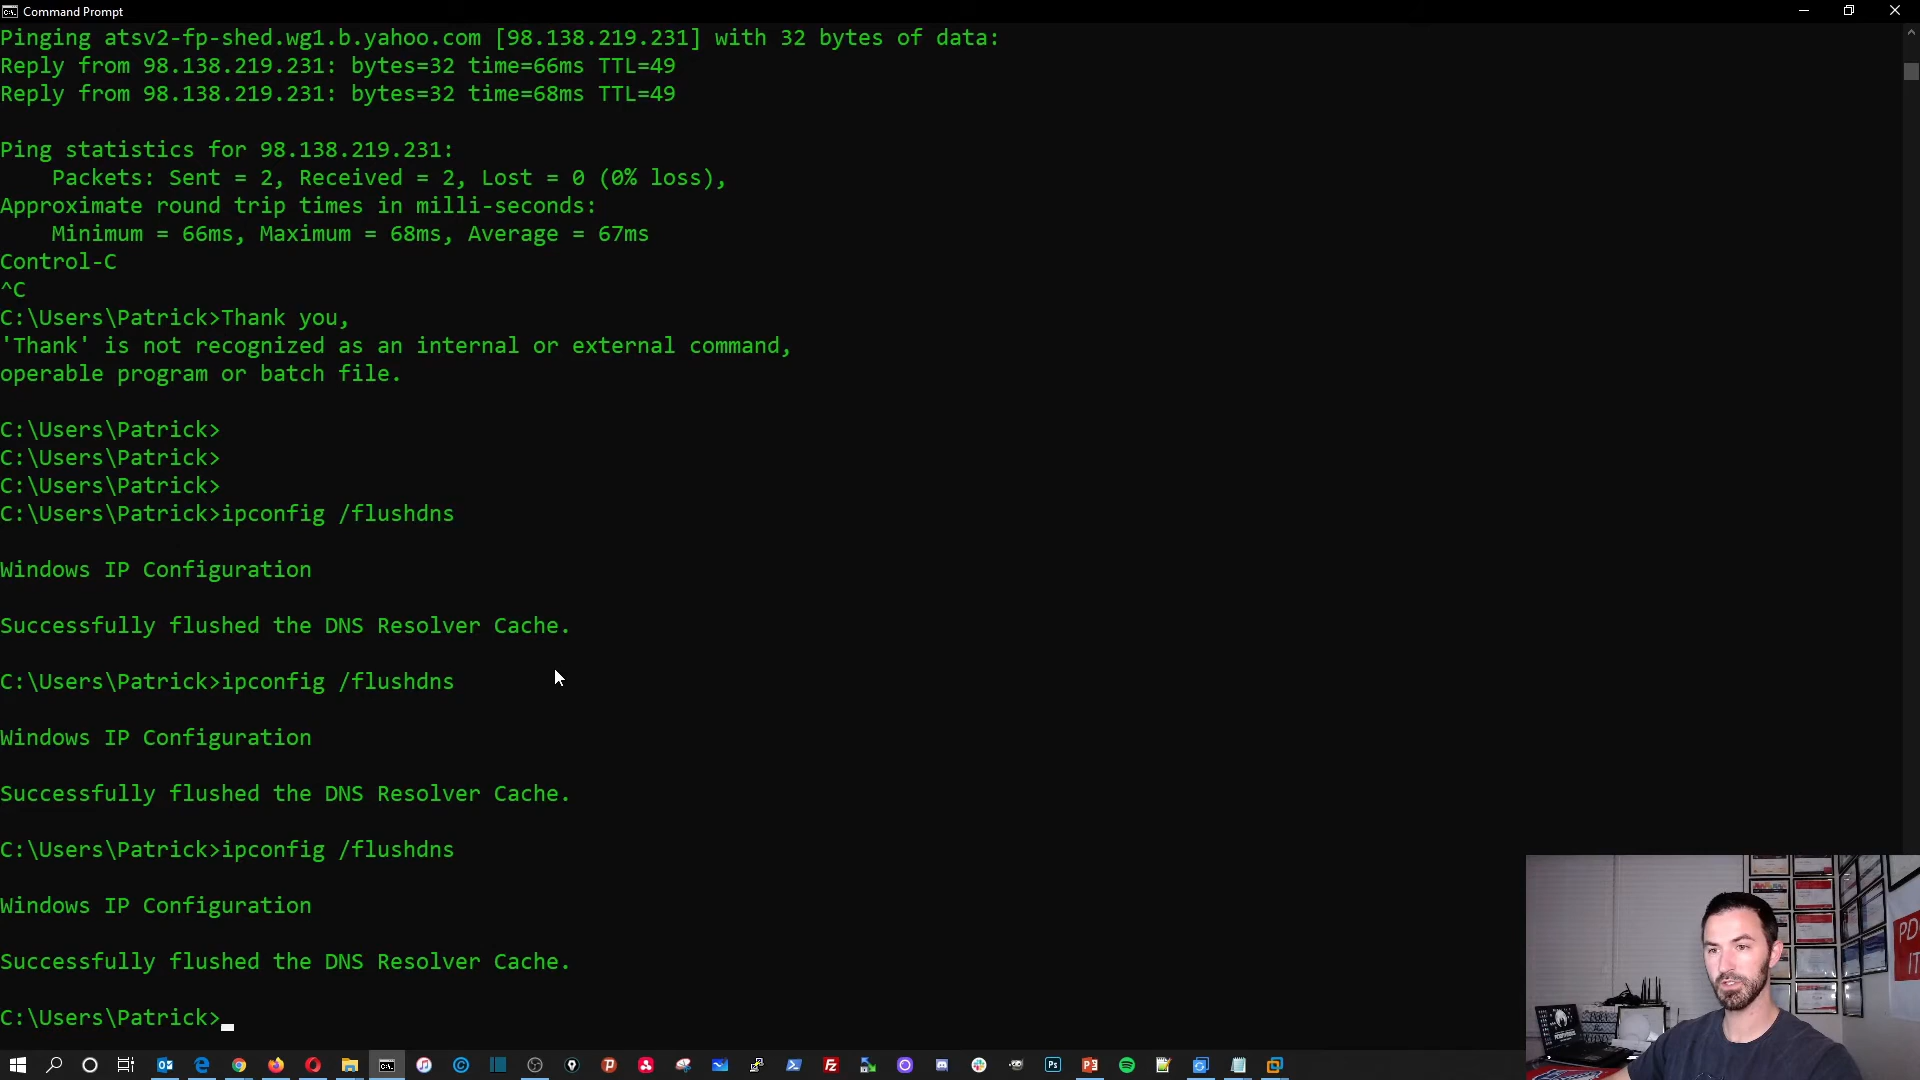 Command Prompt
Pinging atsv2-fp-shed.wg1.b.yahoo.com [98.138.219.231] with 32 bytes of data:
Reply from 98.138.219.231: bytes=32 time=66ms TTL=49
Reply from 98.138.219.231: bytes=32 time=68ms TTL=49
Ping statistics for 98.138.219.231:
Packets: Sent = 2, Received = 2, Lost = 0 (0% loss),
Approximate round trip times in milli-seconds:
Minimum = 66ms, Maximum = 68ms, Average = 67ms
Control-C
^C
C:\Users\Patrick>Thank you,
'Thank' is not recognized as an internal or external command,
operable program or batch file.
C:\Users\Patrick>
C:\Users\Patrick>
C:\Users\Patrick>
C:\Users\Patrick>ipconfig /flushdns
Windows IP Configuration
Successfully flushed the DNS Resolver Cache.
C:\Users\Patrick>ipconfig /flushdns
Windows IP Configuration
Successfully flushed the DNS Resolver Cache.
C:\Users\Patrick>ipconfig /flushdns
Windows IP Configuration
Successfully flushed the DNS Resolver Cache.
C:\Users\Patrick>
PD
IT